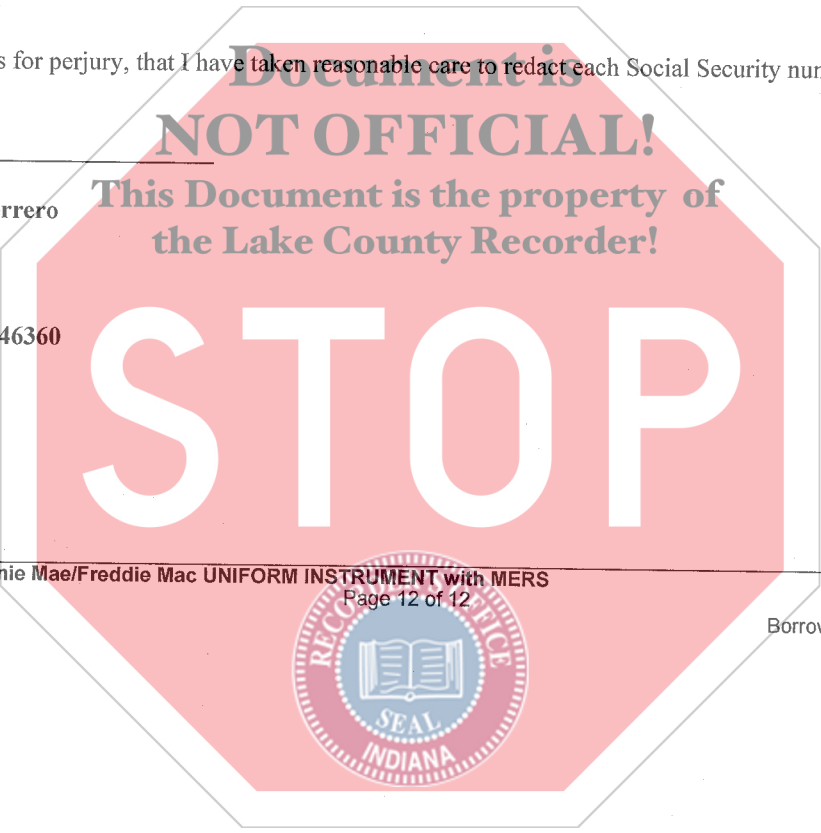 Document is
s for perjury, that I have taken reasonable care to redact each Social Security num
NOT OFFICIAL!
This Document is the property of
rrero
the Lake County Recorder!
46360
STOP
nie Mae/Freddie Mac UNIFORM INSTRUMENT with MERS
Page 12 of 12
Borrow
RECORDER'S OFFICE
SEAL
INDIANA